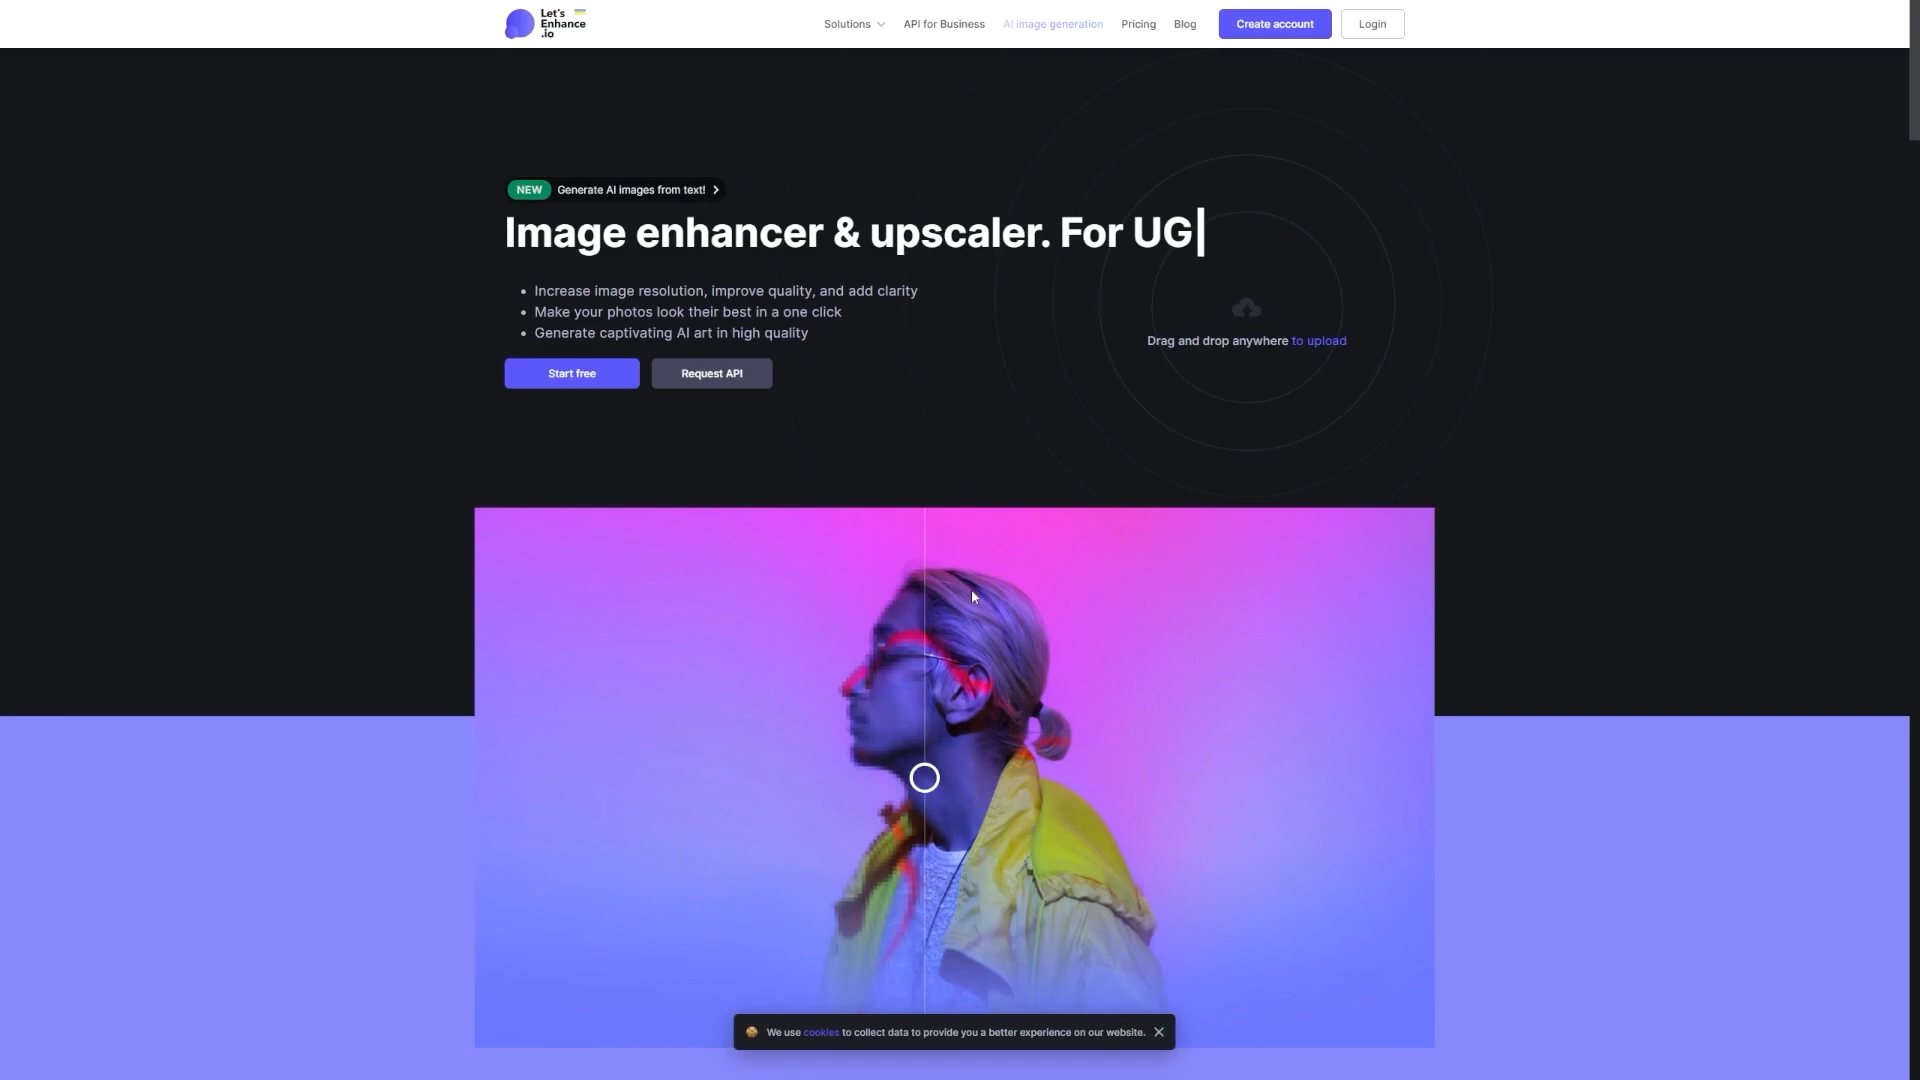 Let's
Enhance
.io
Solutions
API for Business
AI image generation
Pricing
Blog
Create account
Login
NEW Generate AI images from text!
Image enhancer & upscaler. For UG
Increase image resolution, improve quality, and add clarity
Make your photos look their best in a one click
Generate captivating AI art in high quality
Start free
Request API
Drag and drop anywhere to upload
We use cookies to collect data to provide you a better experience on our website.